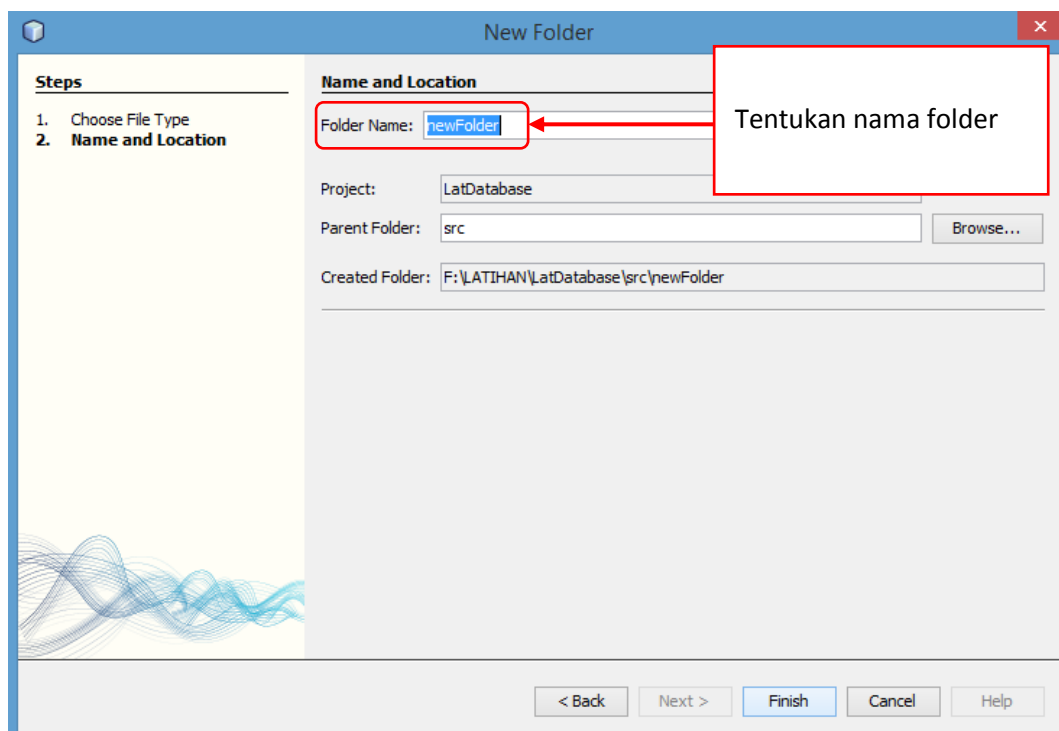 New Folder
Steps
1. Choose File Type
2. Name and Location
Name and Location
Folder Name: newFolder
Tentukan nama folder
Project: LatDatabase
Parent Folder: src Browse...
Created Folder: F:\LATIHAN\LatDatabase\src\newFolder
< Back Next > Finish Cancel Help